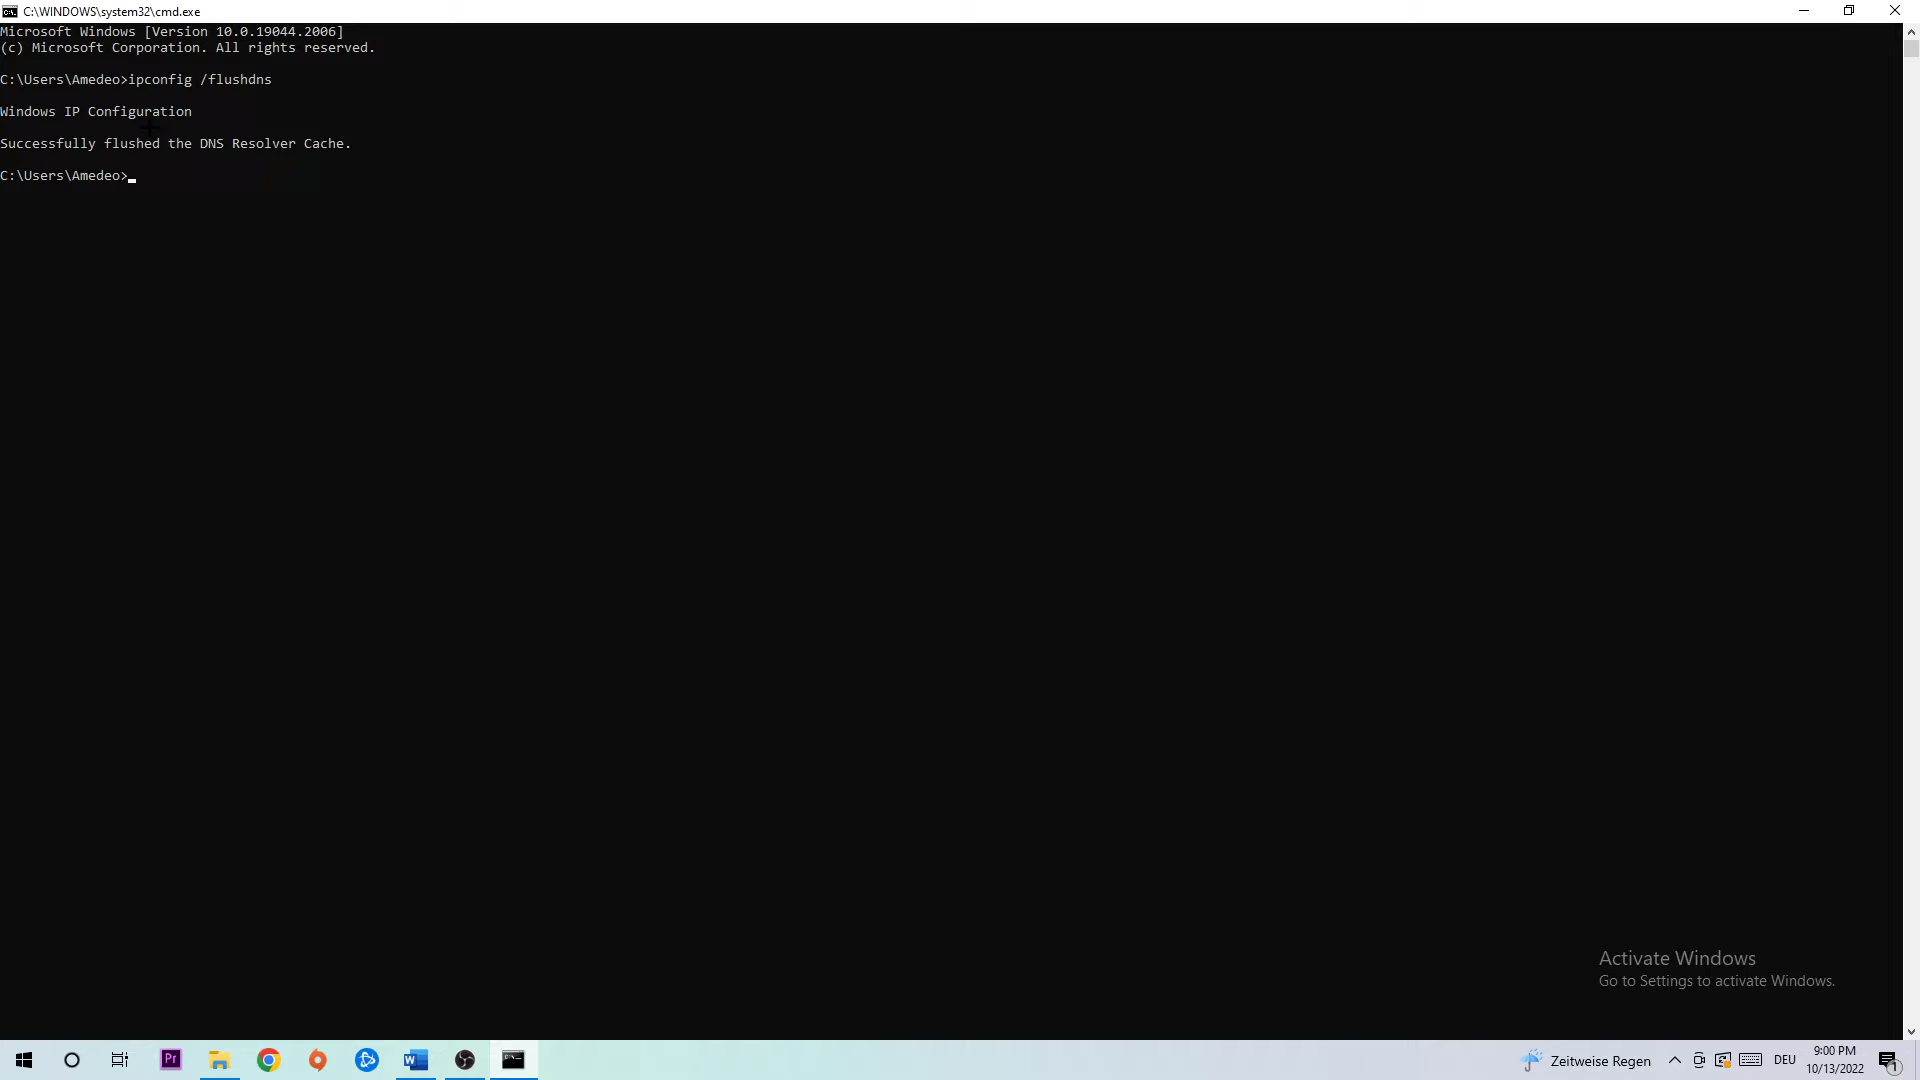 C:\WINDOWS\system32\cmd.exe
Microsoft Windows [Version 10.0.19044.2006]
(c) Microsoft Corporation. All rights reserved.
C:\Users\Amedeo>ipconfig /flushdns
Windows IP Configuration
Successfully flushed the DNS Resolver Cache.
C:\Users\Amedeo>
Activate Windows
Go to Settings to activate Windows.
Pr
W
Zeitweise Regen
DEU
9:00 PM
10/13/2022
1